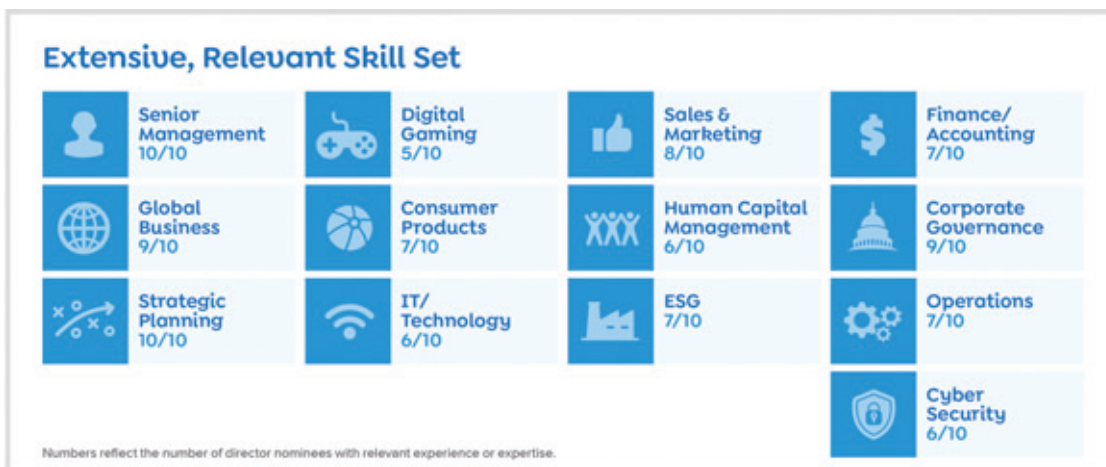 Extensive, Relevant Skill Set
Senior
Management
10/10
Digital
Gaming
5/10
Sales &
Marketing
8/10
Finance/
Accounting
7/10
Global
Business
9/10
Consumer
Products
7/10
Human Capital
Management
6/10
Corporate
Governance
9/10
Strategic
Planning
10/10
IT/
Technology
6/10
ESG
7/10
Operations
7/10
Cyber
Security
6/10
Numbers reflect the number of director nominees with relevant experience or expertise.